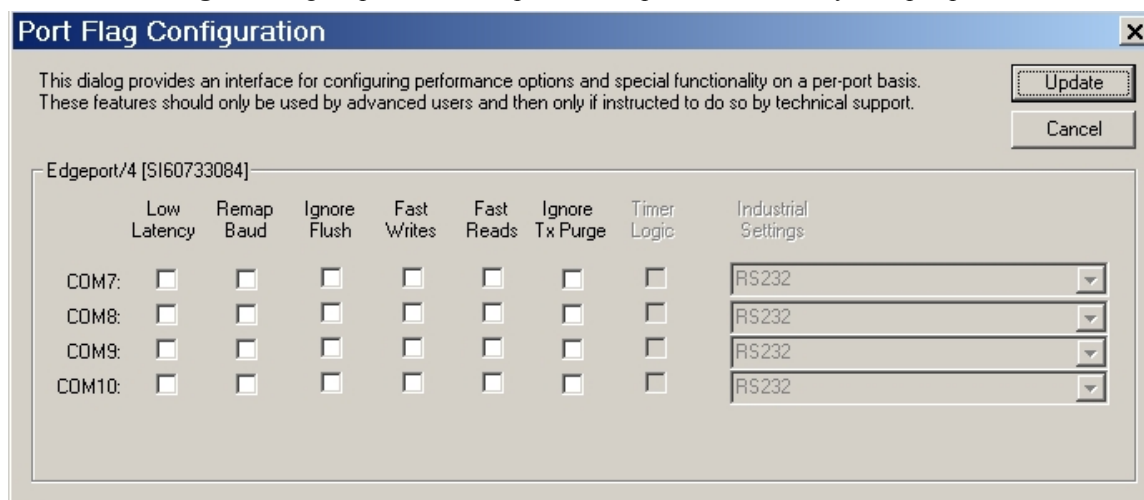 Port Flag Configuration
This dialog provides an interface for configuring performance options and special functionality on a per-port basis.
These features should only be used by advanced users and then only if instructed to do so by technical support.
Update
Cancel
Edgeport/4 [SI60733084]
Low Remap Ignore Fast Fast Ignore Timer Industrial
Latency Baud Flush Writes Reads Tx Purge Logic Settings
COM7: RS232
COM8: RS232
COM9: RS232
COM10: RS232